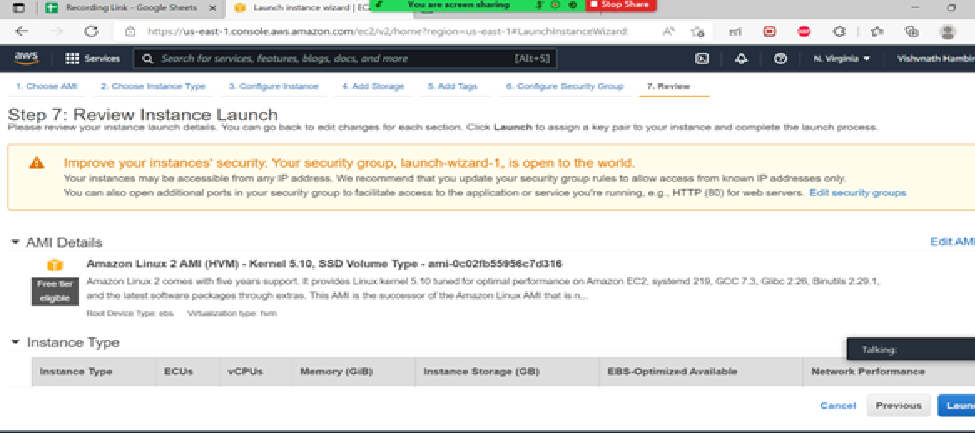 Recording Link - Google Sheets
Launch instance wizard | EC
You are screen sharing
Stop Share
https://us-east-1.console.aws.amazon.com/ec2/v2/home?region=us-east-1#LaunchInstanceWizard:
aws
Services
Search for services, features, blogs, docs, and more
[Alt+S]
N. Virginia
Vishvnath Hambir
1. Choose AMI
2. Choose Instance Type
3. Configure Instance
4. Add Storage
5. Add Tags
6. Configure Security Group
7. Review
Step 7: Review Instance Launch
Please review your instance launch details. You can go back to edit changes for each section. Click Launch to assign a key pair to your instance and complete the launch process.
Improve your instances' security. Your security group, launch-wizard-1, is open to the world.
Your instances may be accessible from any IP address. We recommend that you update your security group rules to allow access from known IP addresses only.
You can also open additional ports in your security group to facilitate access to the application or service you're running, e.g., HTTP (80) for web servers. Edit security groups
AMI Details
Edit AMI
Amazon Linux 2 AMI (HVM) - Kernel 5.10, SSD Volume Type - ami-0c02fb55956c7d316
Free tier
eligible
Amazon Linux 2 comes with five years support. It provides Linux kernel 5.10 tuned for optimal performance on Amazon EC2, systemd 219, GCC 7.3, Glibc 2.26, Binutils 2.29.1,
and the latest software packages through extras. This AMI is the successor of the Amazon Linux AMI that is n...
Root Device Type: ebs Virtualization type: hvm
Instance Type
Talking:
Instance Type
ECUs
vCPUs
Memory (GiB)
Instance Storage (GB)
EBS-Optimized Available
Network Performance
Cancel
Previous
Launc